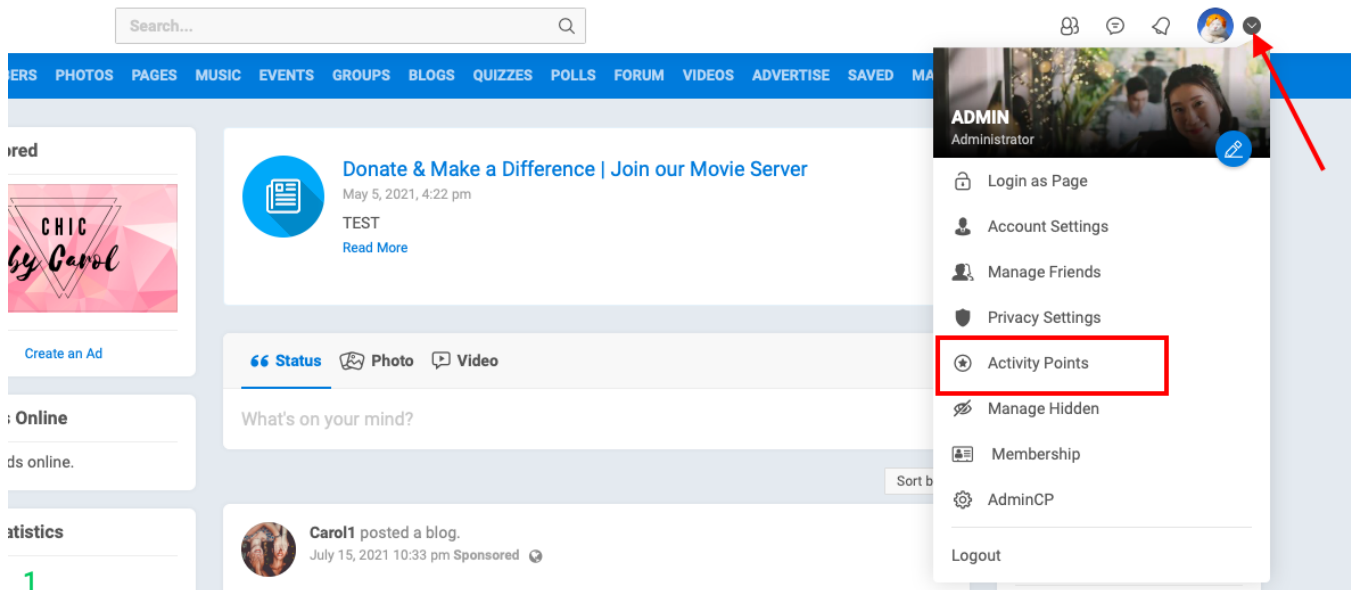 Search...
BERS PHOTOS PAGES MUSIC EVENTS GROUPS BLOGS QUIZZES POLLS FORUM VIDEOS ADVERTISE SAVED MA
ADMIN
Administrator
Login as Page
Account Settings
Manage Friends
Privacy Settings
Activity Points
Manage Hidden
Membership
AdminCP
Logout
ored
CHIC
by Carol
Create an Ad
s Online
ds online.
atistics
1
Donate & Make a Difference | Join our Movie Server
May 5, 2021, 4:22 pm
TEST
Read More
Status Photo Video
What's on your mind?
Sort b
Carol1 posted a blog.
July 15, 2021 10:33 pm Sponsored